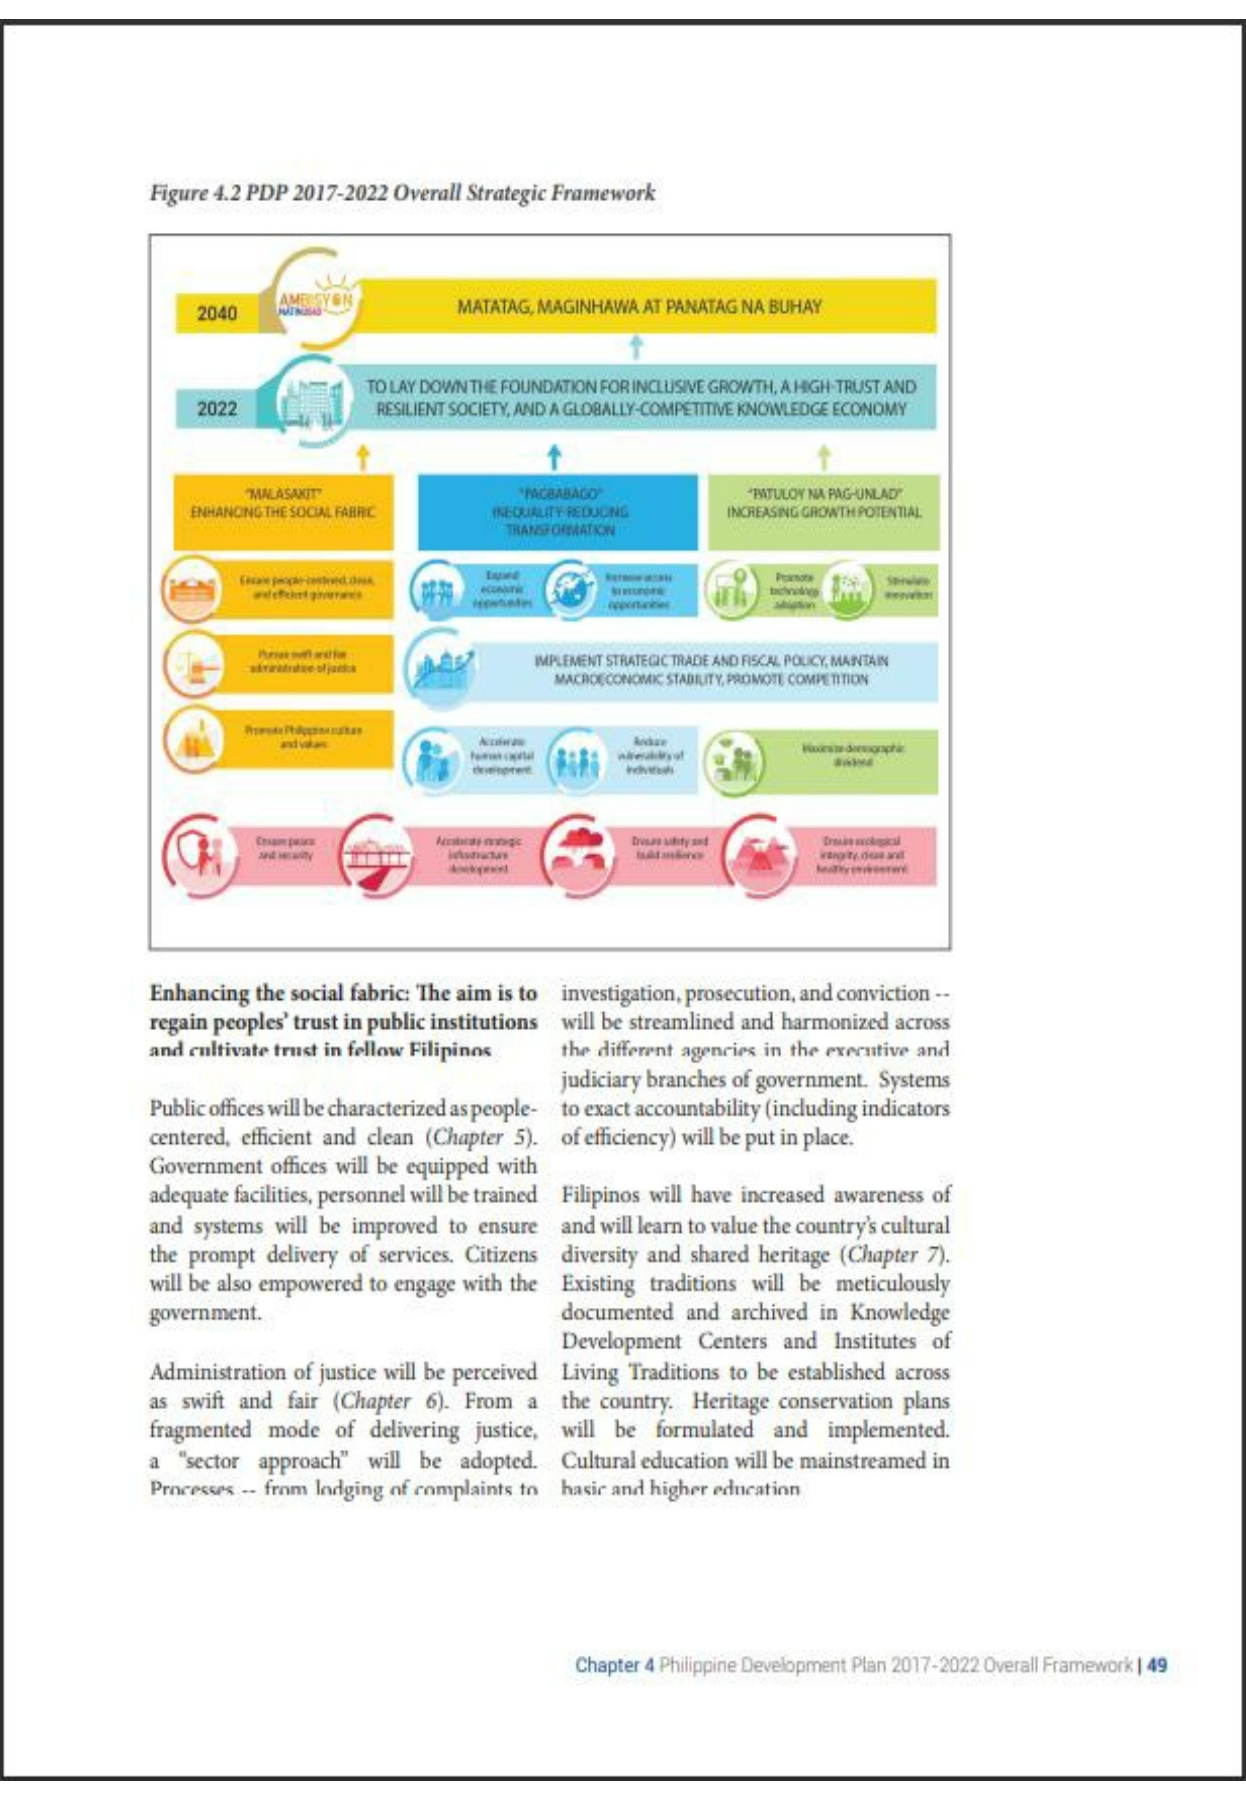 Figure 4.2 PDP 2017-2022 Overall Strategic Framework
2040
AMBISYON
NATIN2040
MATATAG, MAGINHAWA AT PANATAG NA BUHAY
2022
TO LAY DOWN THE FOUNDATION FOR INCLUSIVE GROWTH, A HIGH-TRUST AND
RESILIENT SOCIETY, AND A GLOBALLY-COMPETITIVE KNOWLEDGE ECONOMY
"MALASAKIT"
ENHANCING THE SOCIAL FABRIC
"PAGBABAGO"
INEQUALITY-REDUCING
TRANSFORMATION
"PATULOY NA PAG-UNLAD"
INCREASING GROWTH POTENTIAL
Ensure people-centered, clean,
and efficient governance
Pursue swift and fair
administration of justice
Promote Philippine culture
and values
Expand
economic
opportunities
Increase access
to economic
opportunities
Promote
technology
adoption
Stimulate
innovation
IMPLEMENT STRATEGIC TRADE AND FISCAL POLICY, MAINTAIN
MACROECONOMIC STABILITY, PROMOTE COMPETITION
Accelerate
human capital
development
Reduce
vulnerability of
individuals
Maximize demographic
dividend
Ensure peace
and security
Accelerate strategic
infrastructure
development
Ensure safety and
build resilience
Ensure ecological
integrity, clean and
healthy environment
Enhancing the social fabric: The aim is to
regain peoples' trust in public institutions
and cultivate trust in fellow Filipinos
Public offices will be characterized as people-
centered, efficient and clean (Chapter 5).
Government offices will be equipped with
adequate facilities, personnel will be trained
and systems will be improved to ensure
the prompt delivery of services. Citizens
will be also empowered to engage with the
government.
Administration of justice will be perceived
as swift and fair (Chapter 6). From a
fragmented mode of delivering justice,
a "sector approach" will be adopted.
Processes -- from lodging of complaints to
investigation, prosecution, and conviction --
will be streamlined and harmonized across
the different agencies in the executive and
judiciary branches of government. Systems
to exact accountability (including indicators
of efficiency) will be put in place.
Filipinos will have increased awareness of
and will learn to value the country's cultural
diversity and shared heritage (Chapter 7).
Existing traditions will be meticulously
documented and archived in Knowledge
Development Centers and Institutes of
Living Traditions to be established across
the country. Heritage conservation plans
will be formulated and implemented.
Cultural education will be mainstreamed in
basic and higher education
Chapter 4 Philippine Development Plan 2017-2022 Overall Framework | 49